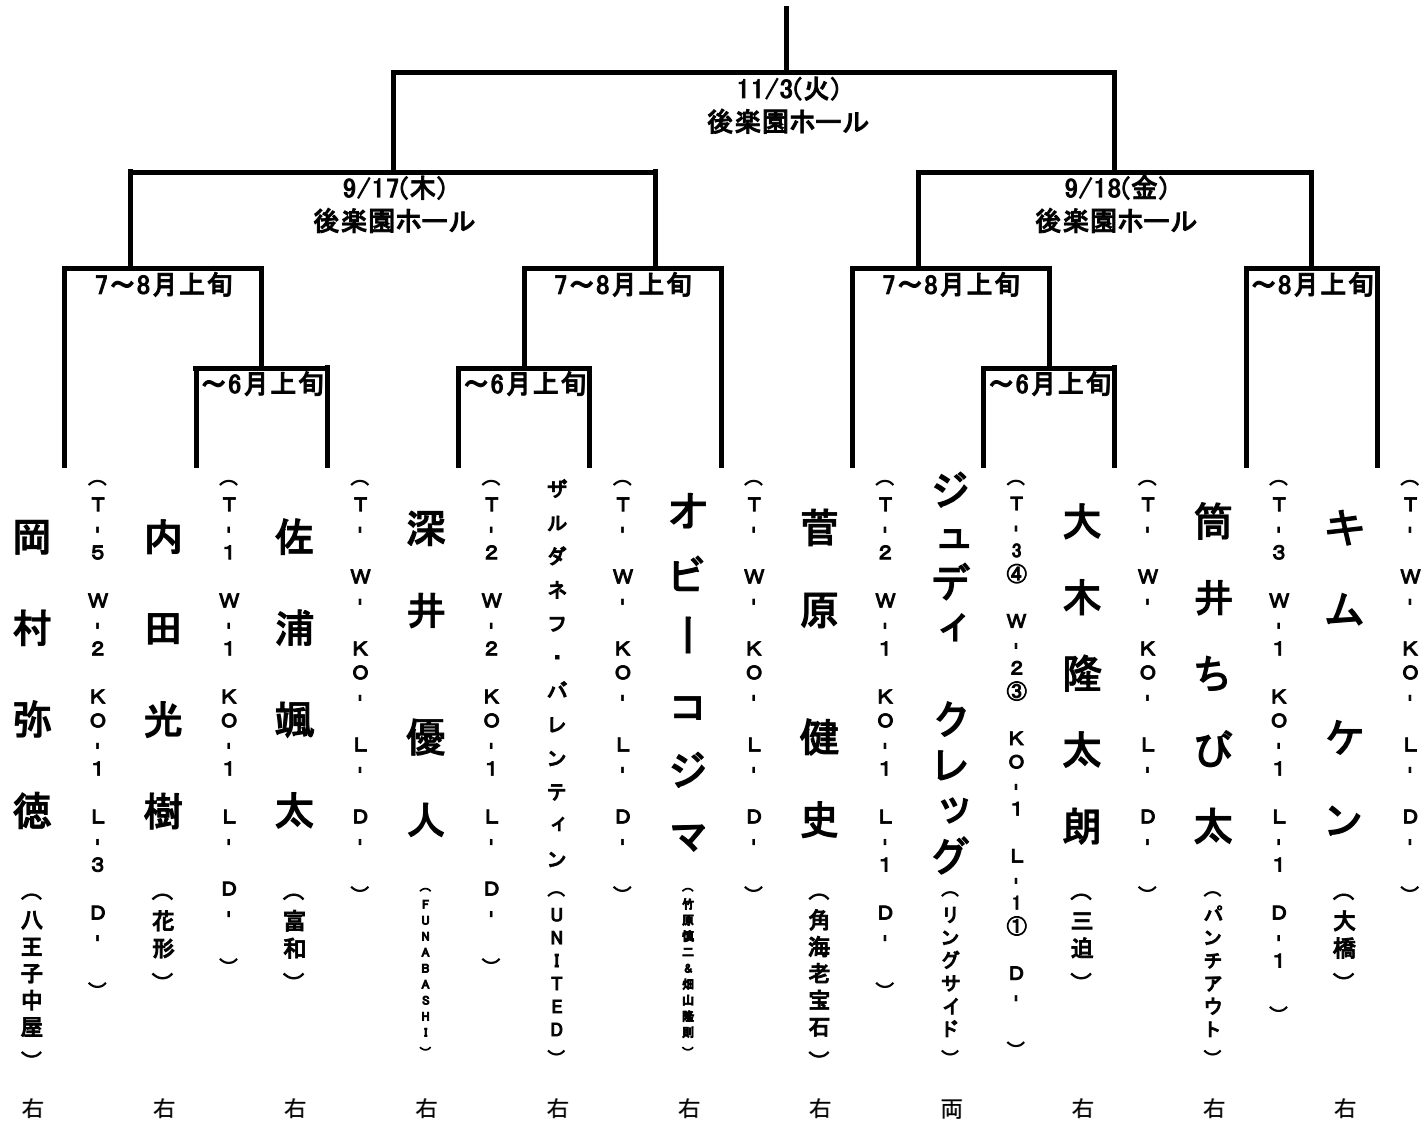 11/3(火)
後楽園ホール
9/17(木)
後楽園ホール
9/18(金)
後楽園ホール
7～8月上旬
7～8月上旬
7～8月上旬
～8月上旬
～6月上旬
～6月上旬
～6月上旬
岡村弥徳（八王子中屋）
（T-5 W-2 KO-1 L-3 D- ）
右
内田光樹（花形）
（T-1 W-1 KO-1 L- D- ）
右
佐浦颯太（富和）
（T- W- KO- L- D- ）
右
深井 優人（FUNABASHI）
（T-2 W-2 KO-1 L- D- ）
右
ザルダネフ・バレンティン（UNITED）
（T- W- KO- L- D- ）
右
オビーコジマ（竹原慎二&畑山隆則）
（T- W- KO- L- D- ）
右
菅原 健史（角海老宝石）
（T-2 W-1 KO-1 L-1 D- ）
右
ジュディ クレッグ（リングサイド）
（T-3④ W-2③ KO-1 L-1① D- ）
両
大木隆太朗（三迫）
（T- W- KO- L- D- ）
右
筒井ちび太（パンチアウト）
（T-3 W-1 KO-1 L-1 D-1 ）
右
キム ケン（大橋）
（T- W- KO- L- D- ）
右